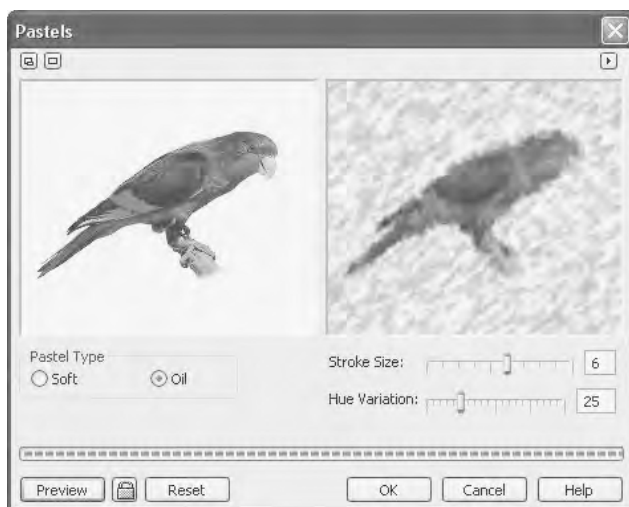 Pastels
Pastel Type
Soft
Oil
Stroke Size: 6
Hue Variation: 25
Preview
Reset
OK
Cancel
Help